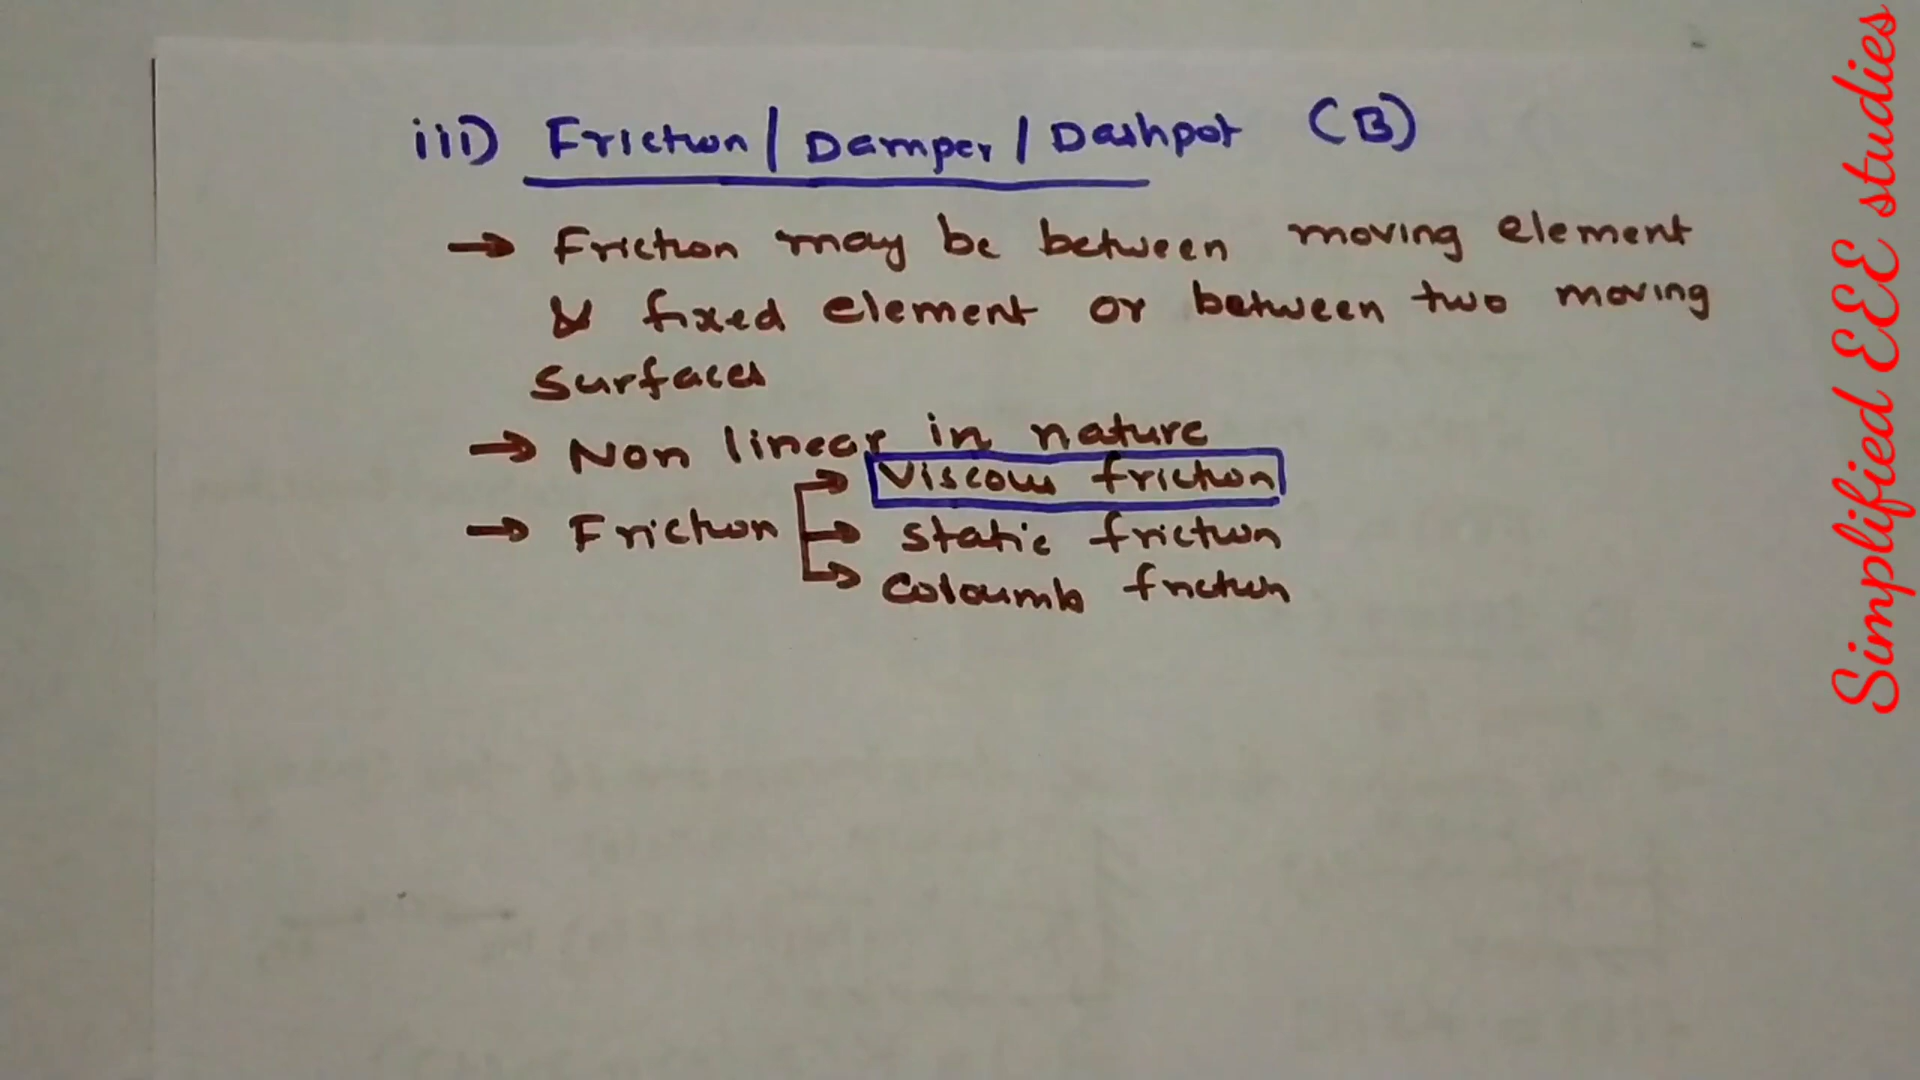 iii) Friction / Damper / Dashpot (B)
→ Friction may be between moving element
& fixed element or between two moving
surfaces
→ Non linear in nature
→ Viscous friction
→ Friction → static friction
→ Coloumb friction
Simplified EEE studies